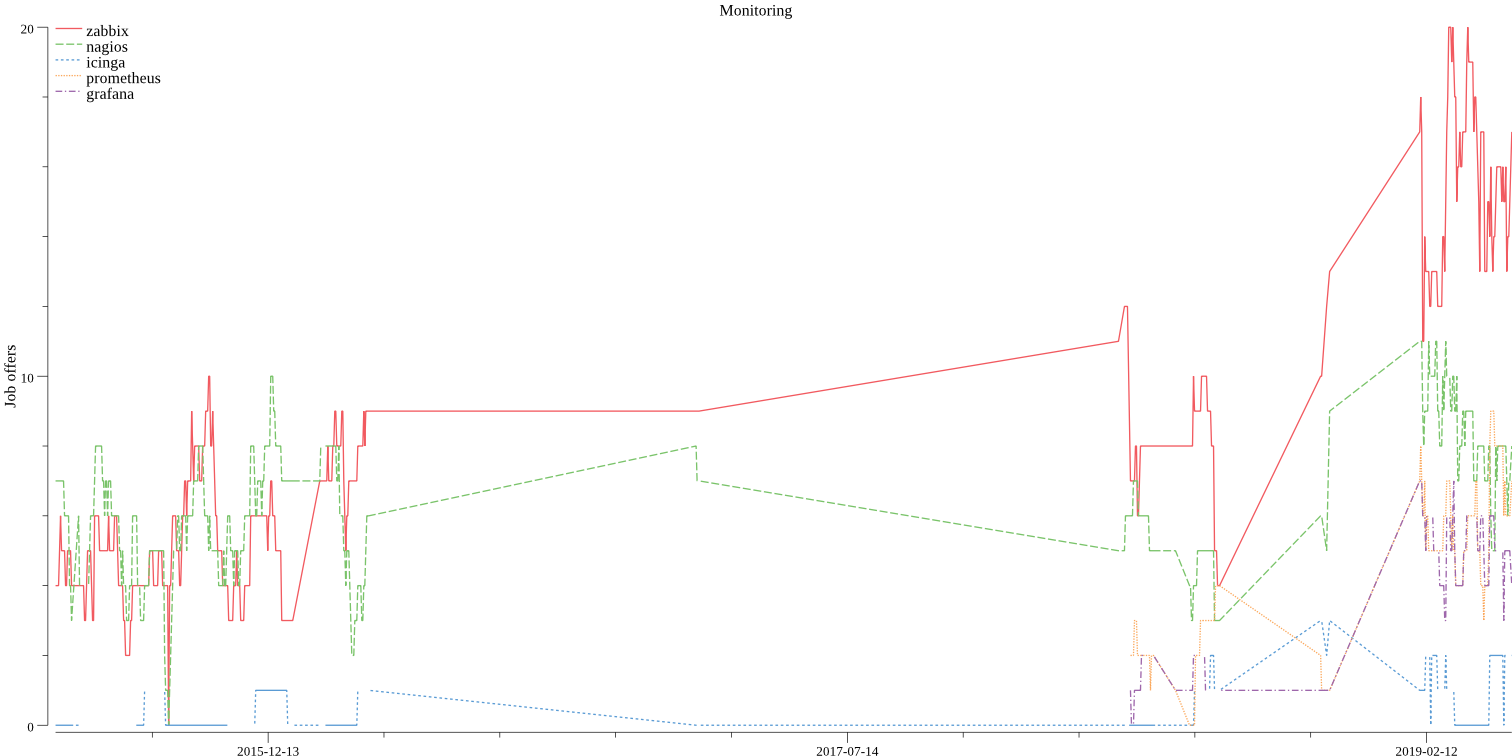 Monitoring
20
zabbix
nagios
icinga
prometheus
grafana
Job offers
10
0
2015-12-13
2017-07-14
2019-02-12